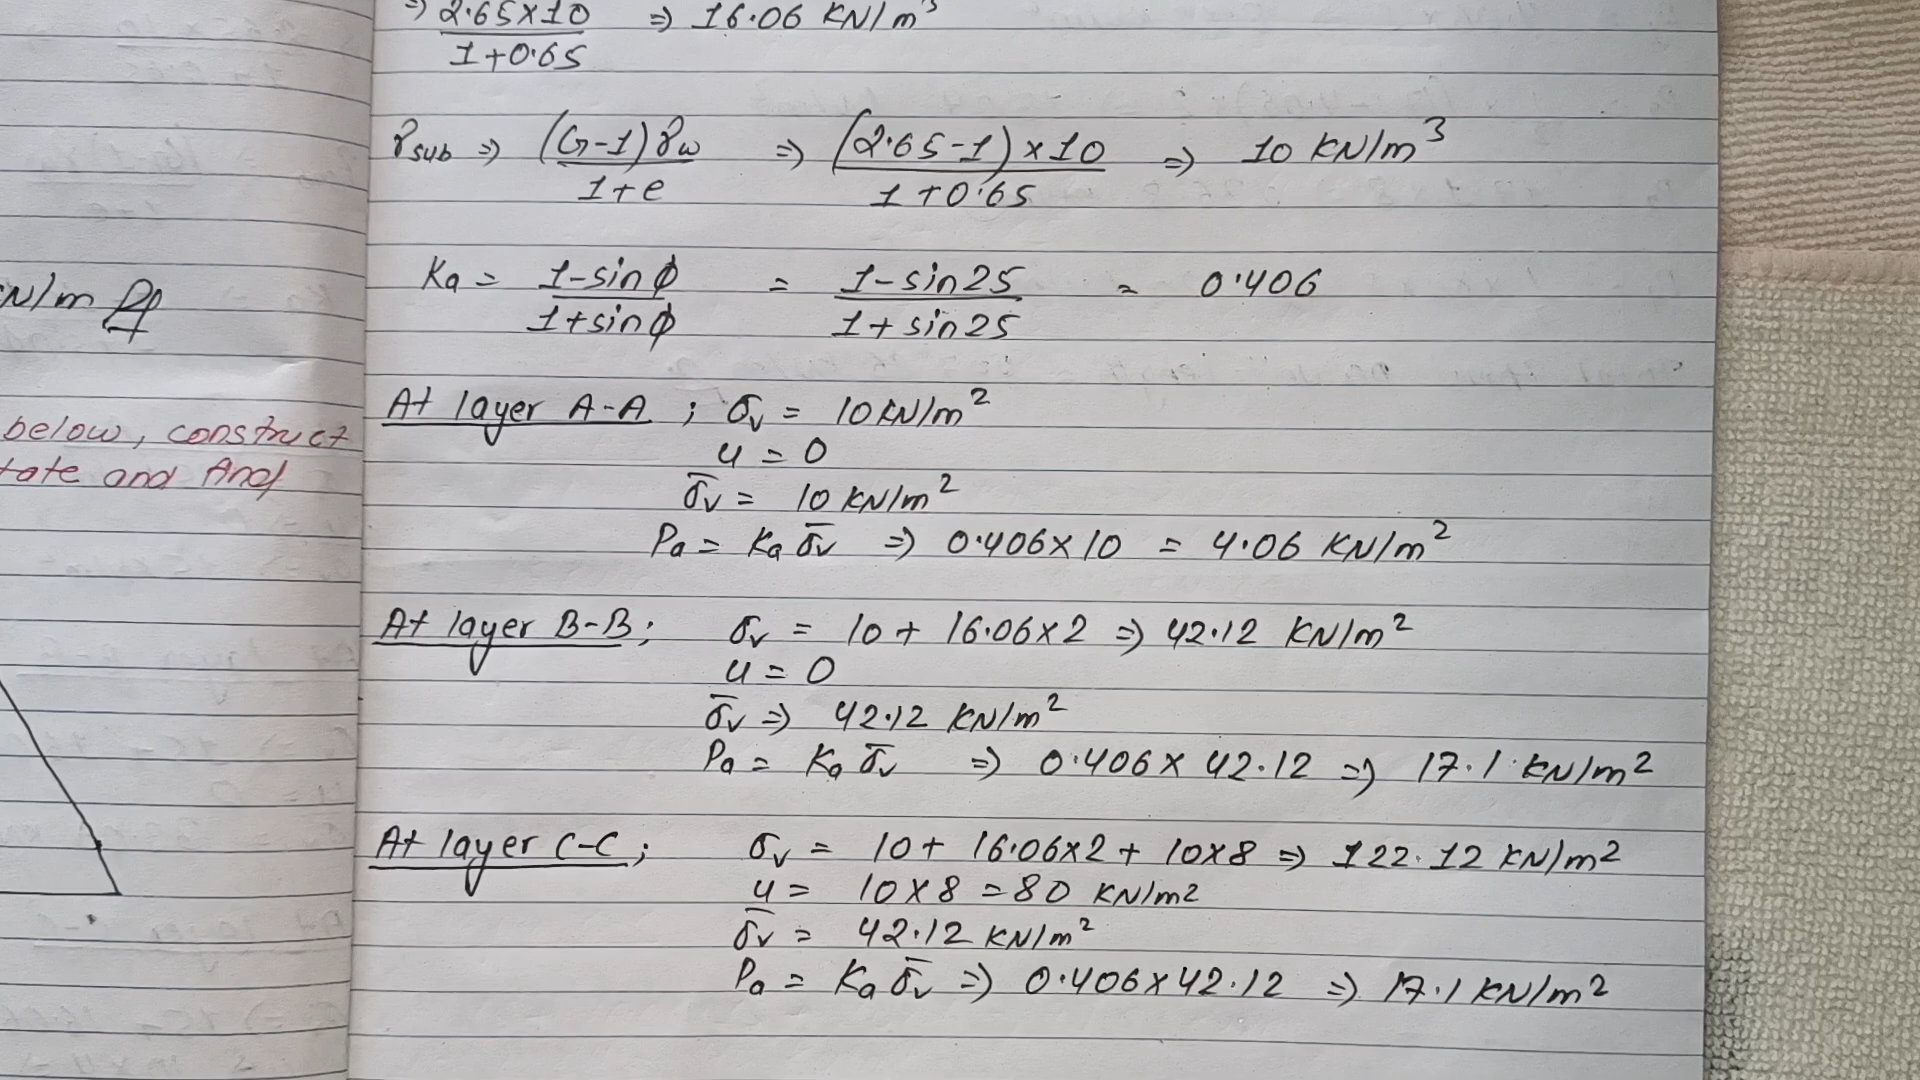 ⇒ 2.65×10 / 1+0.65 ⇒ 16.06 KN/m³
γsub ⇒ (G-1)γw / 1+e ⇒ (2.65-1)×10 / 1+0.65 ⇒ 10 KN/m³
Ka = 1-sinϕ / 1+sinϕ = 1-sin25 / 1+sin25 = 0.406
N/m
At layer A-A ; σv = 10KN/m²
below, construct
u = 0
tate and And
σ̄v = 10 KN/m²
Pa = Ka σ̄v ⇒ 0.406×10 = 4.06 KN/m²
At layer B-B ; σv = 10+ 16.06×2 ⇒ 42.12 KN/m²
u = 0
σ̄v ⇒ 42.12 KN/m²
Pa = Ka σ̄v ⇒ 0.406× 42.12 ⇒ 17.1 KN/m²
At layer C-C ; σv = 10+ 16.06×2+ 10×8 ⇒ 122.12 KN/m²
u = 10×8 = 80 KN/m2
σ̄v = 42.12 KN/m²
Pa = Ka σ̄v ⇒ 0.406×42.12 ⇒ 17.1 KN/m²